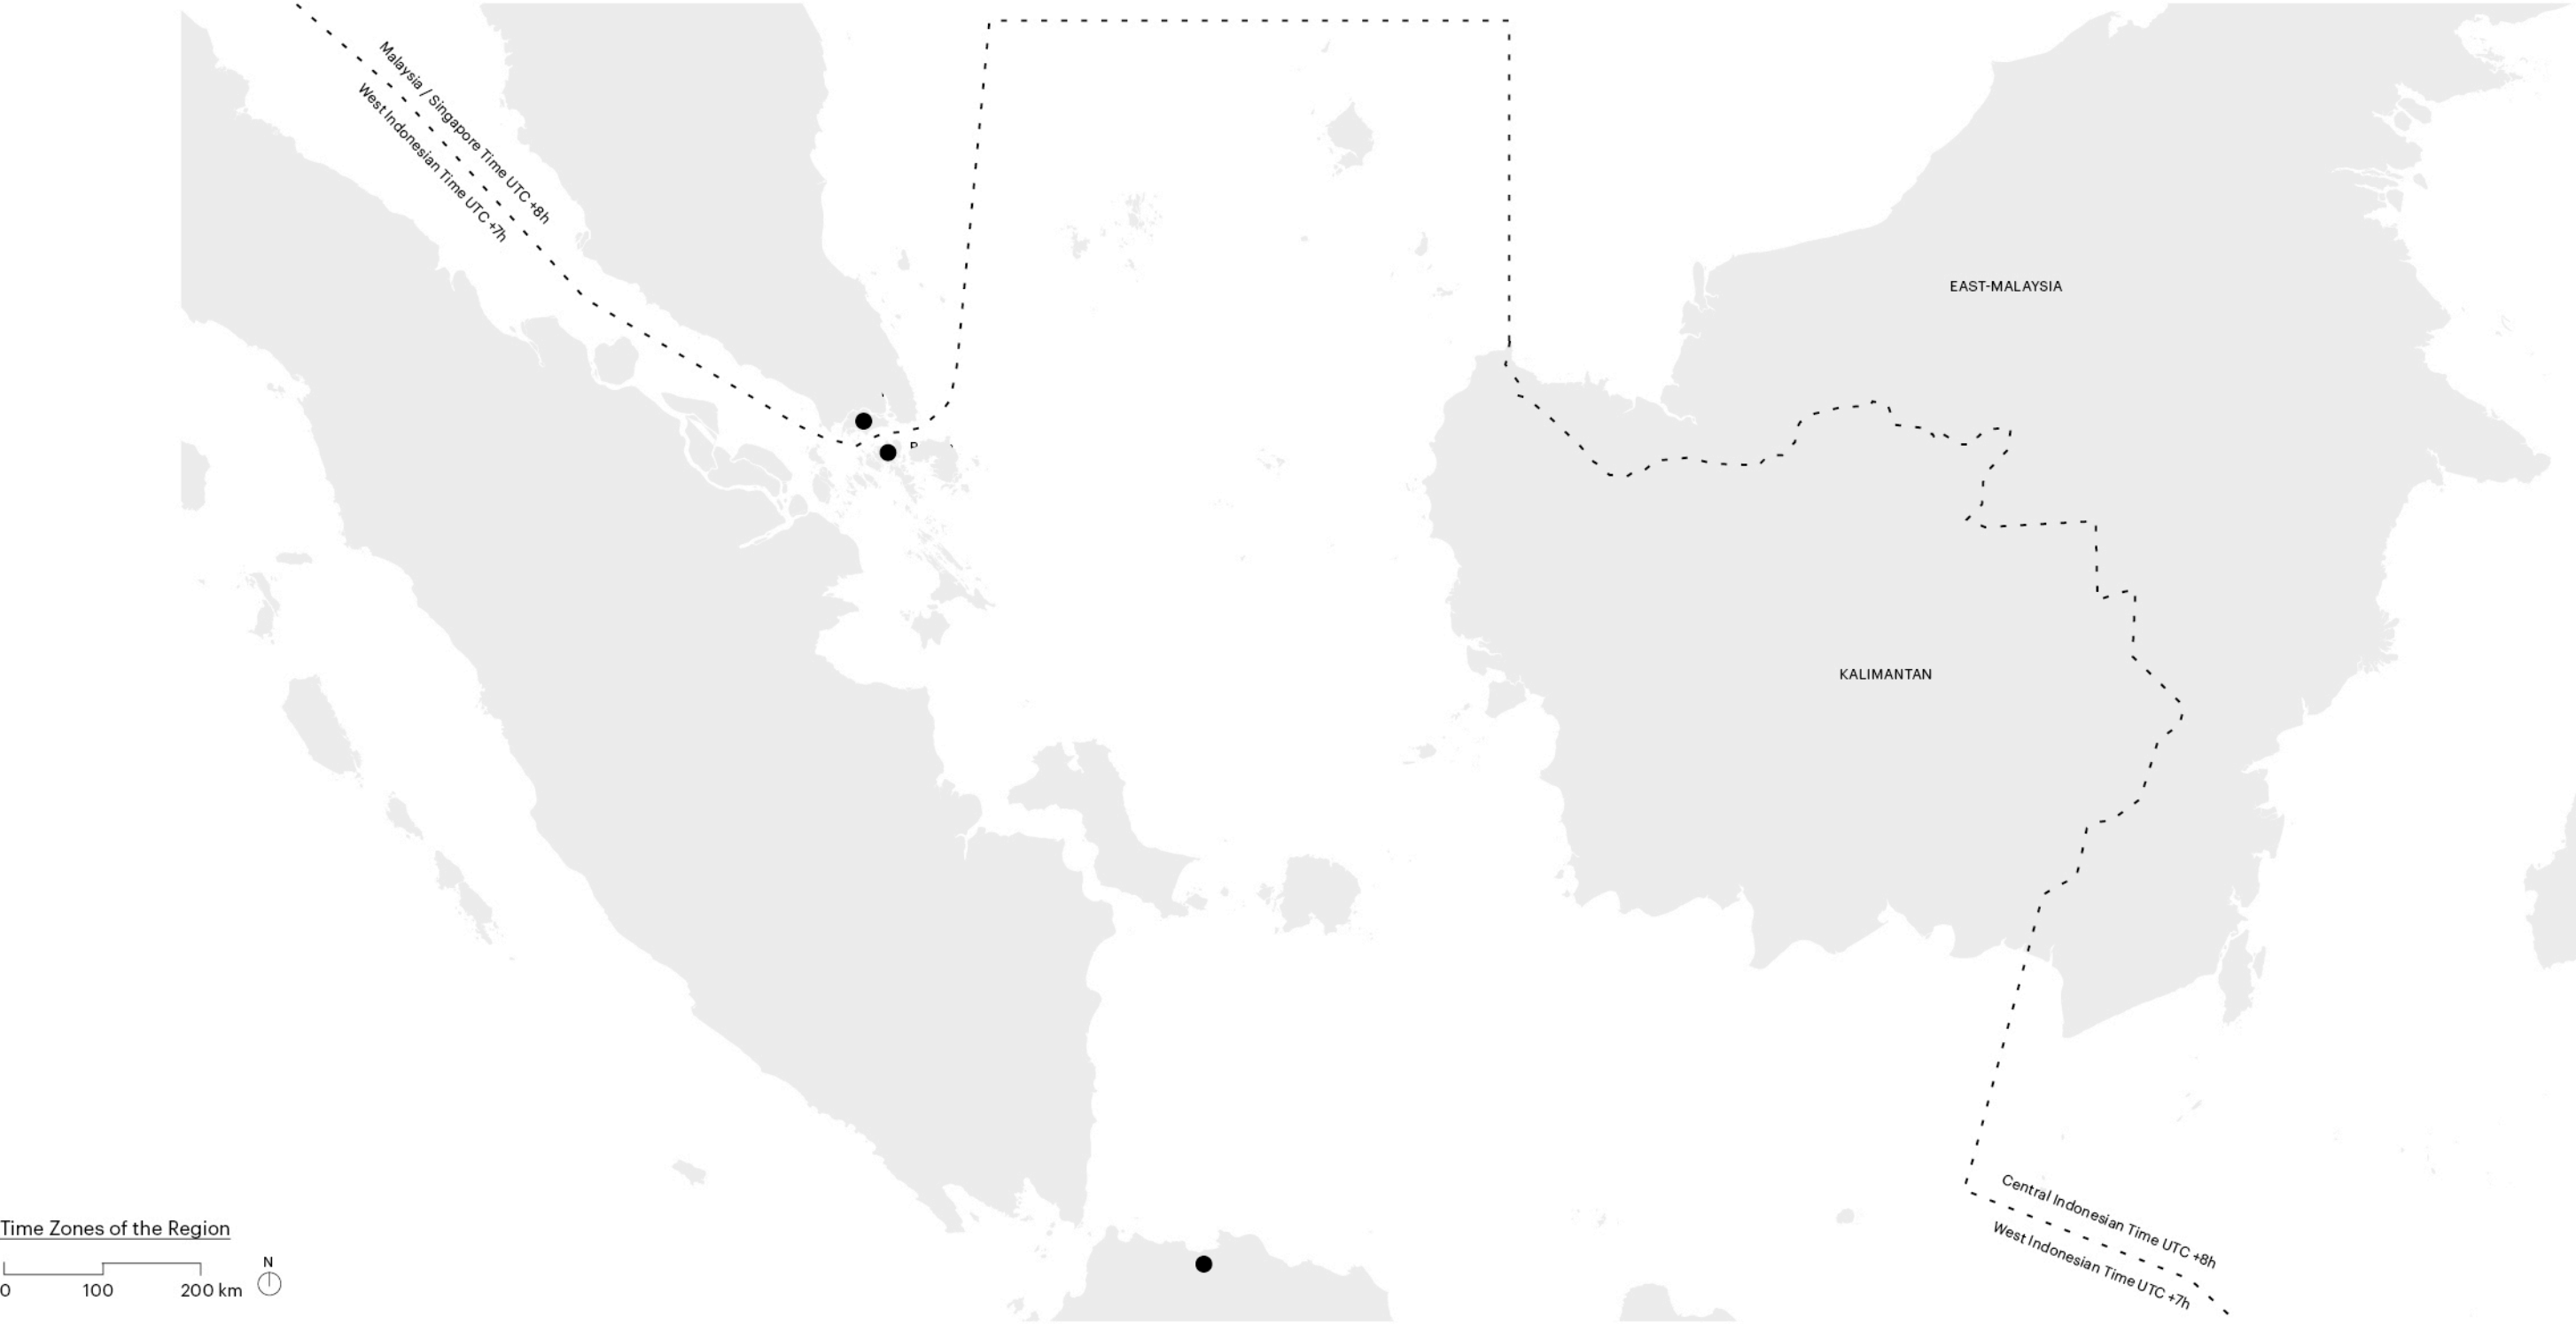 Malaysia / Singapore Time UTC +8h
West Indonesian Time UTC +7h
EAST-MALAYSIA
KALIMANTAN
Central Indonesian Time UTC +8h
West Indonesian Time UTC +7h
Time Zones of the Region
N
0 100 200 km